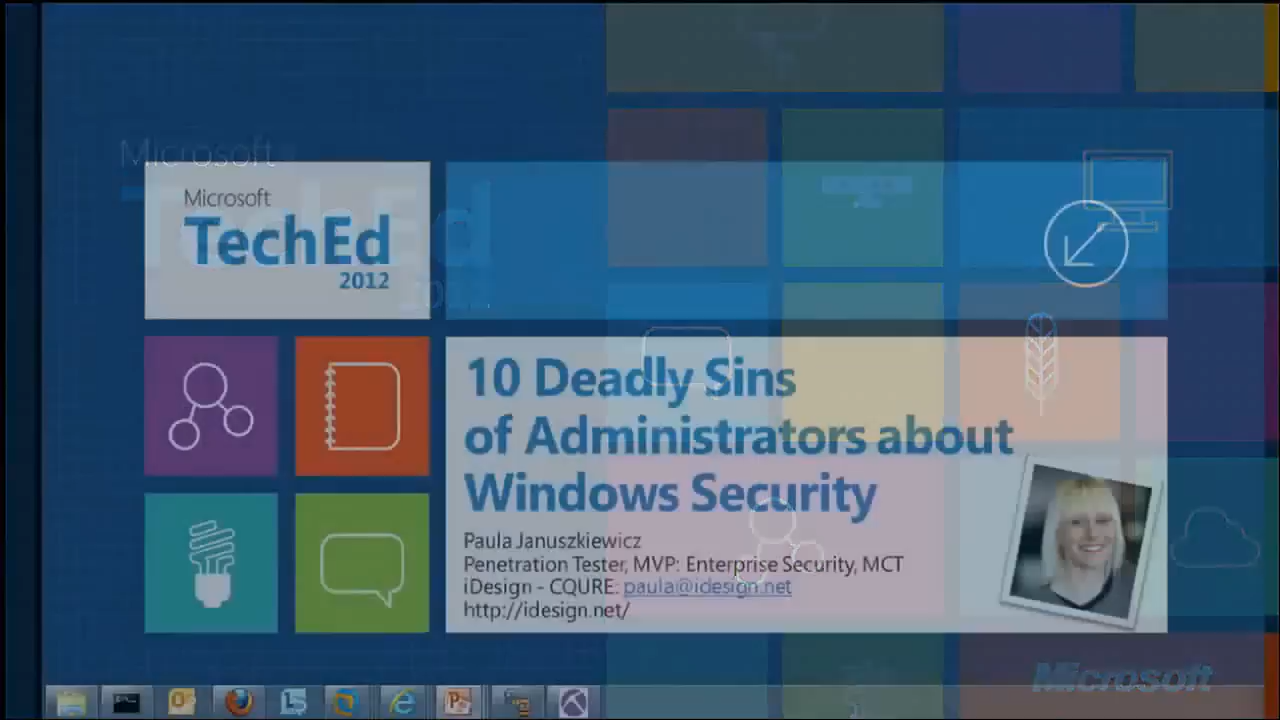 Microsoft
Microsoft
TechEd
2012
10 Deadly Sins
of Administrators about
Windows Security
Paula Januszkiewicz
Penetration Tester, MVP: Enterprise Security, MCT
iDesign - CQURE: paula@idesign.net
http://idesign.net/
Microsoft